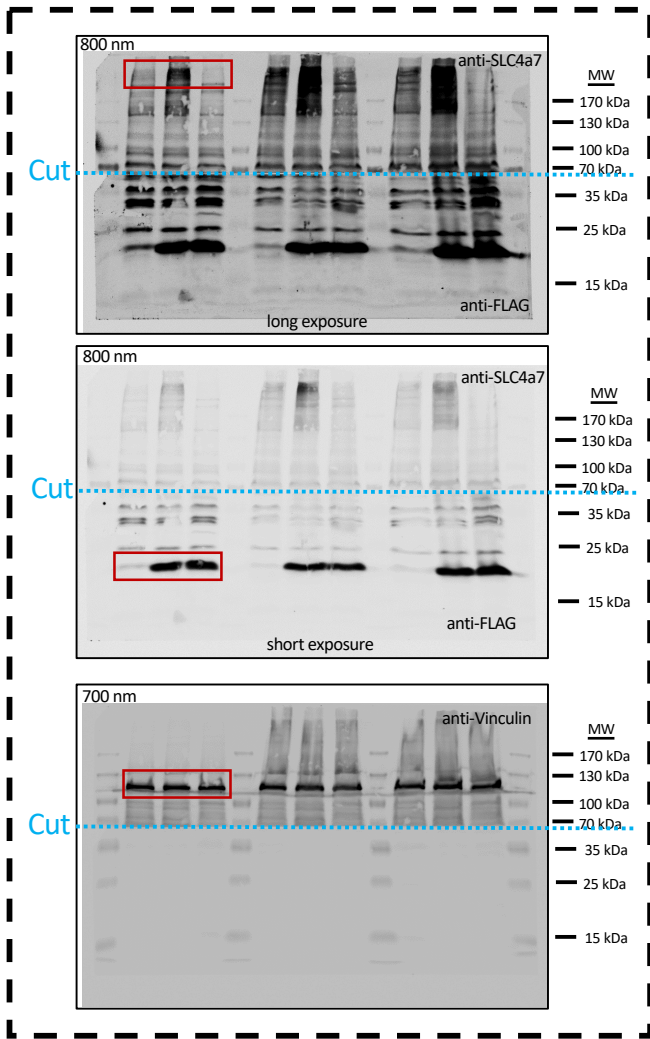 800 nm
anti-SLC4a7
MW
170 kDa
130 kDa
100 kDa
70 kDa
Cut
35 kDa
25 kDa
15 kDa
anti-FLAG
long exposure
800 nm
anti-SLC4a7
MW
170 kDa
130 kDa
100 kDa
70 kDa
Cut
35 kDa
25 kDa
15 kDa
anti-FLAG
short exposure
700 nm
anti-Vinculin
MW
170 kDa
130 kDa
100 kDa
70 kDa
Cut
35 kDa
25 kDa
15 kDa